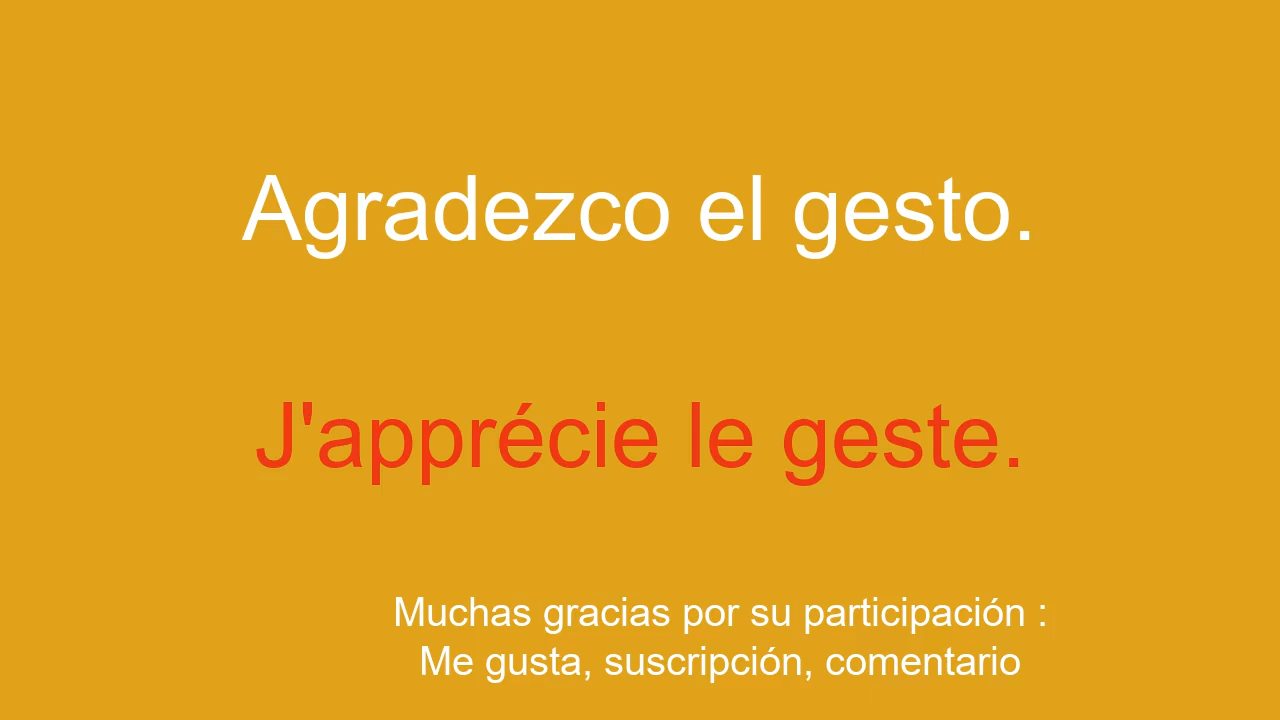 Agradezco el gesto.
J'apprécie le geste.
Muchas gracias por su participación :
Me gusta, suscripción, comentario